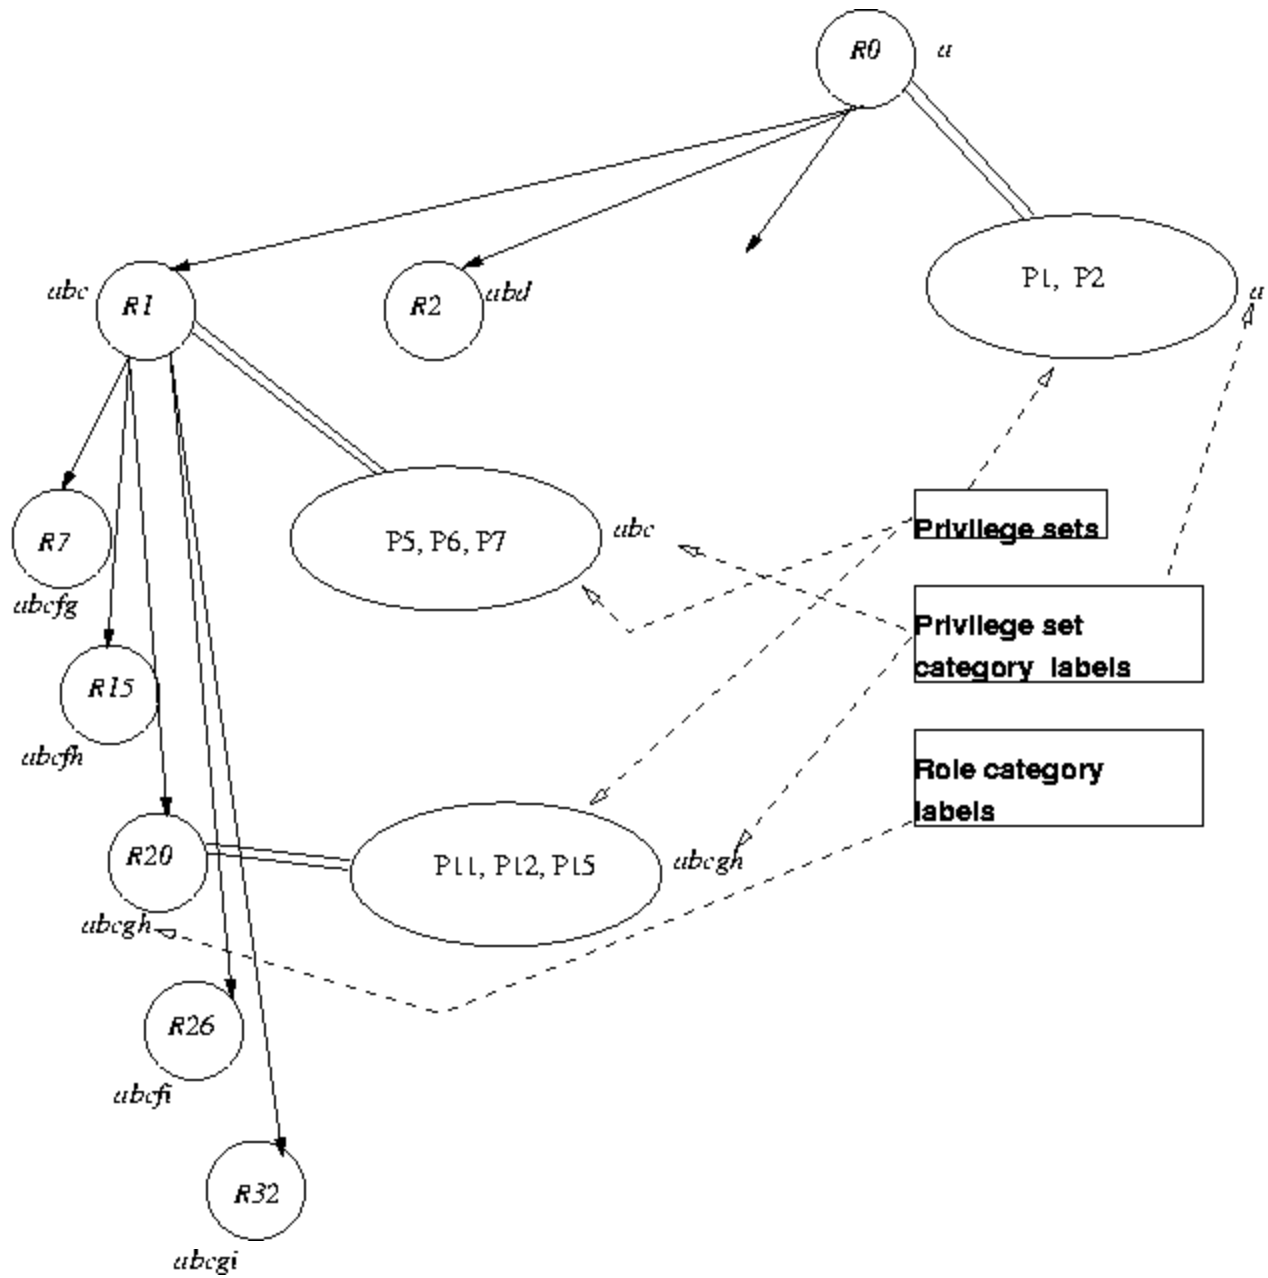 R0 a
P1, P2
a
abc R1
R2 abd
P5, P6, P7 abc
Privilege sets
R7
abcfg
Privilege set
category labels
R15
abcfh
Role category
labels
R20
P11, P12, P15 abcgh
abcgh
R26
abcfi
R32
abcgi